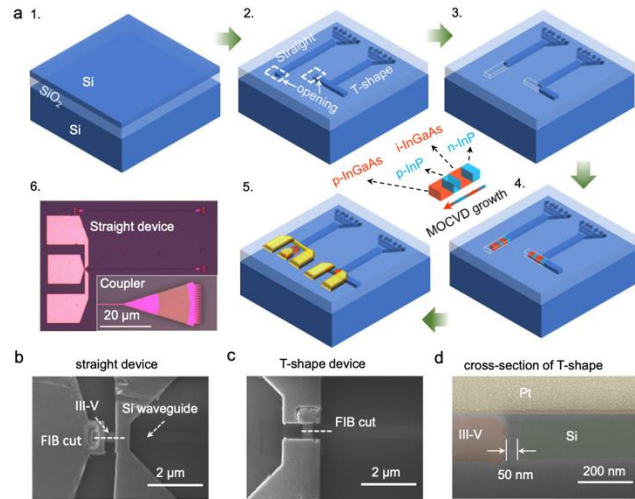 a
1.
2.
3.
Si
SiO2
Si
Straight
T-shape
opening
p-InGaAs
i-InGaAs
p-InP
n-InP
MOCVD growth
6.
5.
4.
Straight device
Coupler
20 μm
b
straight device
c
T-shape device
d
cross-section of T-shape
III-V
Si waveguide
FIB cut
2 μm
FIB cut
2 μm
Pt
III-V
Si
50 nm
200 nm